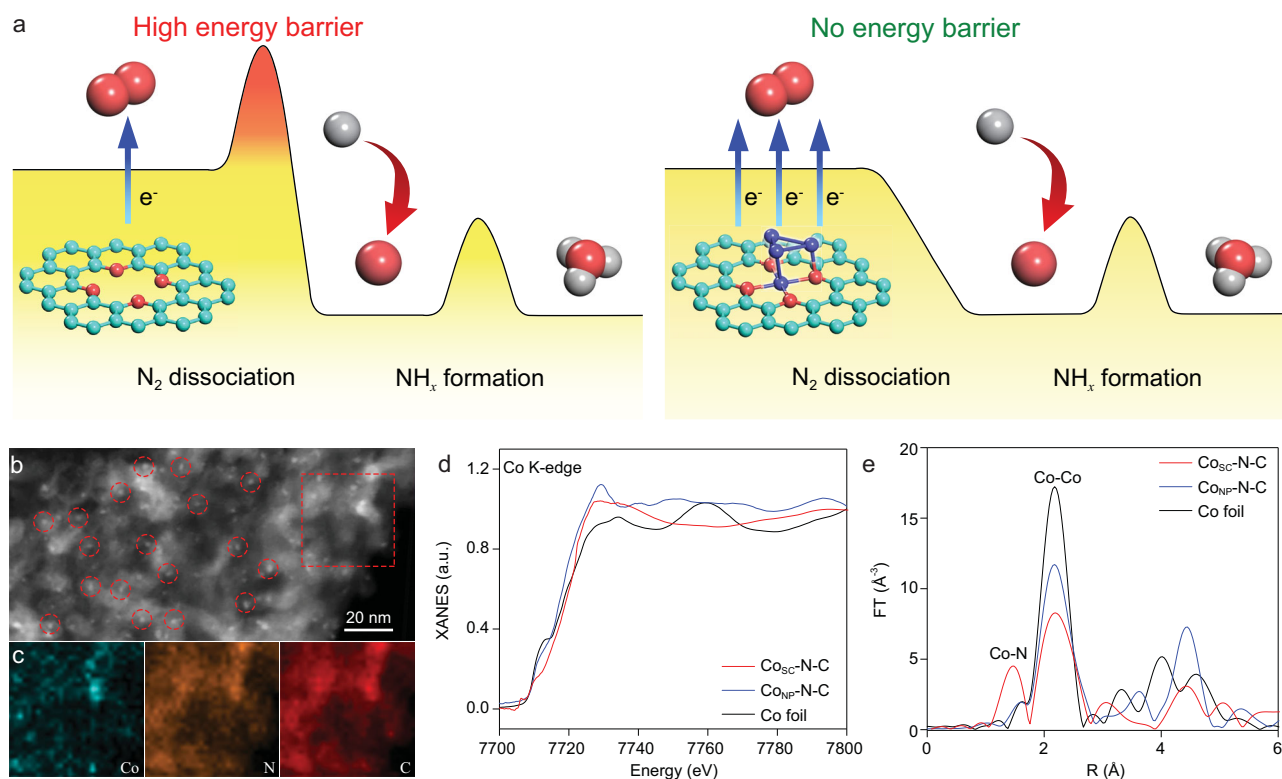 a
High energy barrier
No energy barrier
e-
e- e- e-
N2 dissociation
NHx formation
N2 dissociation
NHx formation
b
20 nm
c
Co
N
C
d
Co K-edge
XANES (a.u.)
1.2
0.8
0.4
0.0
CoSC-N-C
CoNP-N-C
Co foil
7700 7720 7740 7760 7780 7800
Energy (eV)
e
FT (Å-3)
20
15
10
5
0
Co-Co
Co-N
CoSC-N-C
CoNP-N-C
Co foil
0 2 4 6
R (Å)